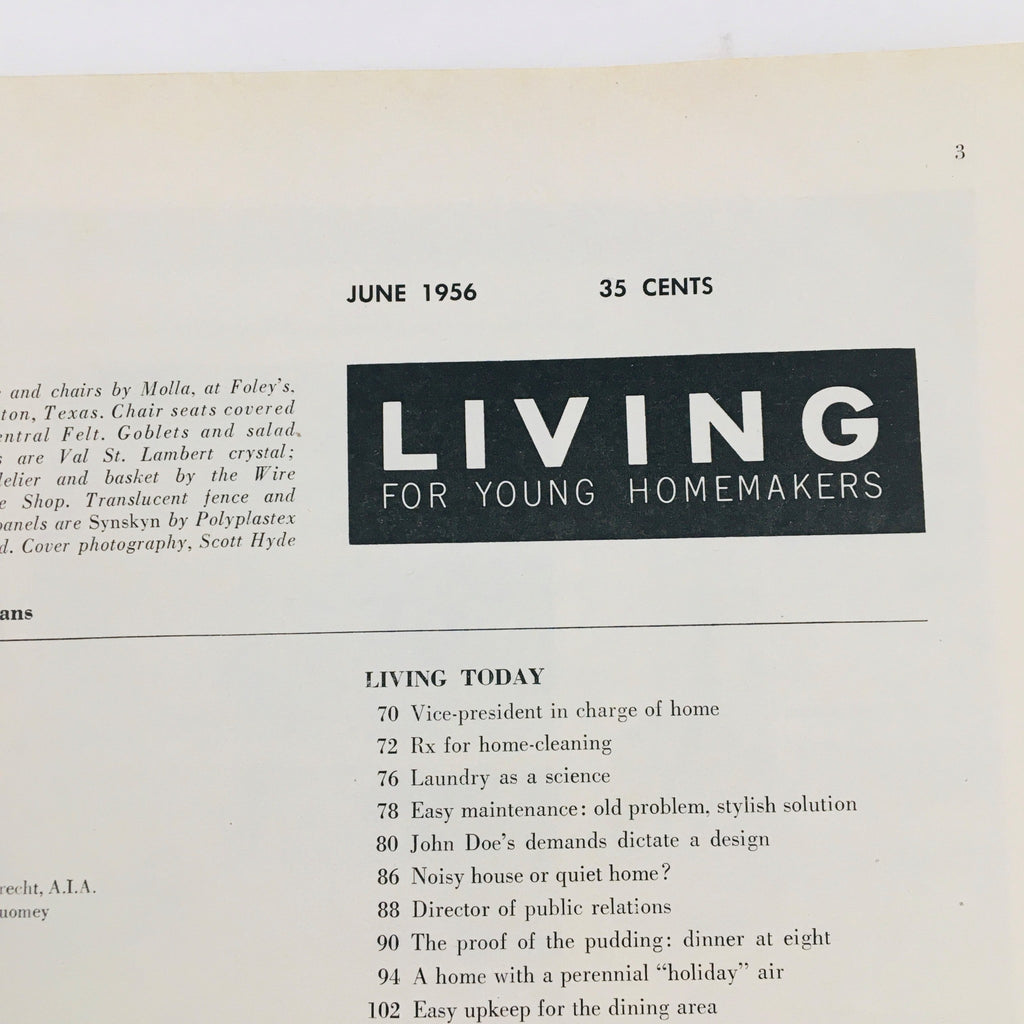 3
JUNE 1956 35 CENTS
and chairs by Molla, at Foley's,
ton, Texas. Chair seats covered
entral Felt. Goblets and salad
are Val St. Lambert crystal;
elier and basket by the Wire
Shop. Translucent fence and
panels are Synskyn by Polyplastex
d. Cover photography, Scott Hyde
LIVING
FOR YOUNG HOMEMAKERS
ans
LIVING TODAY
70 Vice-president in charge of home
72 Rx for home-cleaning
76 Laundry as a science
78 Easy maintenance: old problem, stylish solution
80 John Doe's demands dictate a design
86 Noisy house or quiet home?
88 Director of public relations
90 The proof of the pudding: dinner at eight
94 A home with a perennial “holiday” air
102 Easy upkeep for the dining area
recht, A.I.A.
uomey